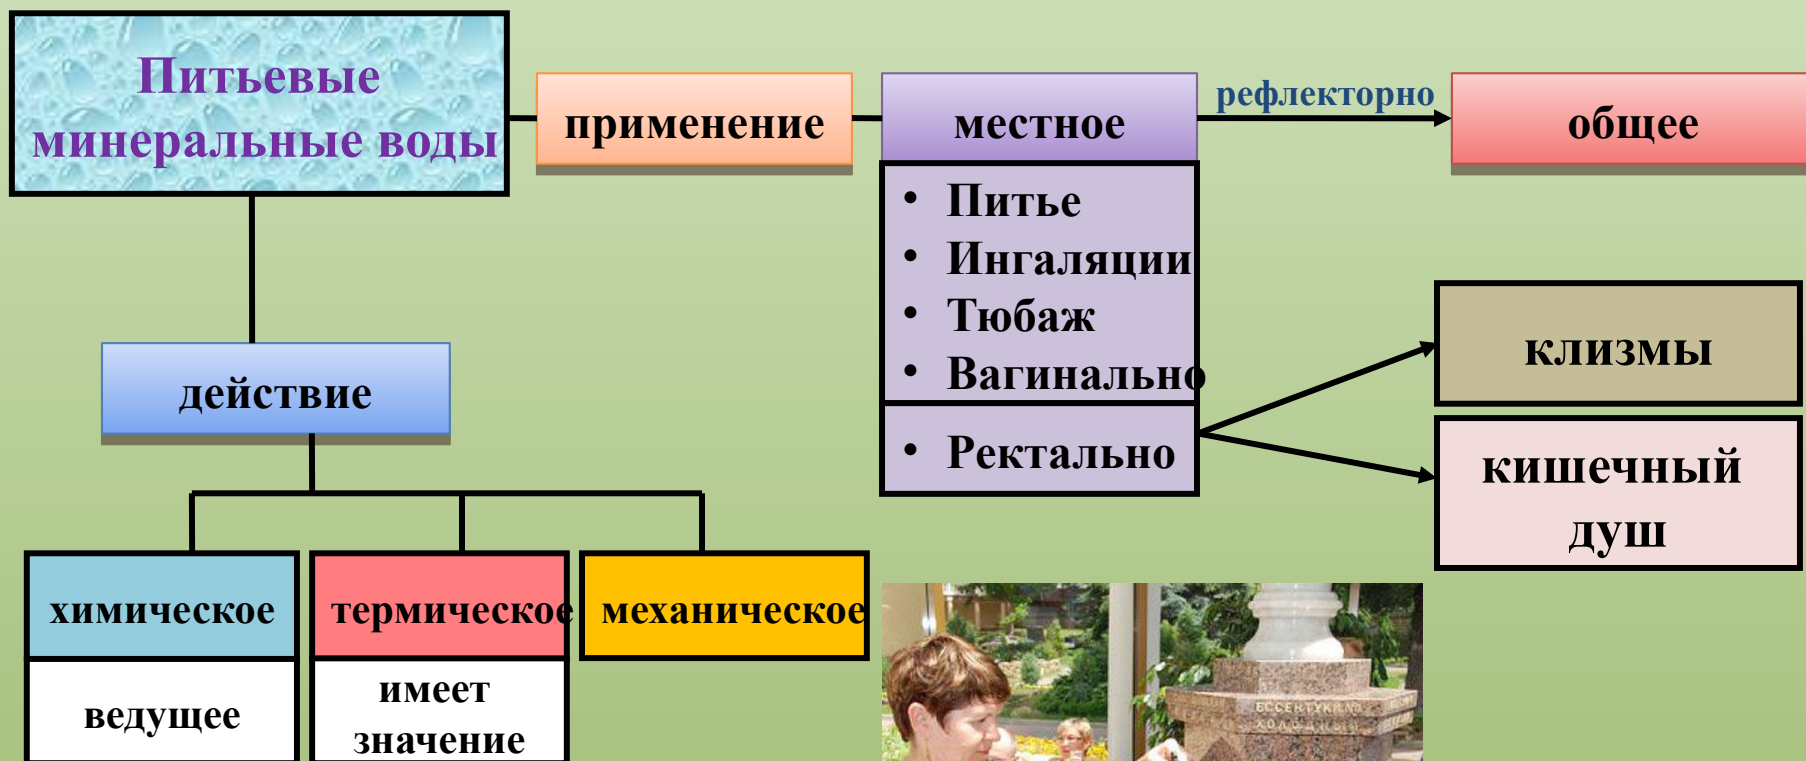 Питьевые
минеральные воды
применение
местное
рефлекторно
общее
• Питье
• Ингаляции
• Тюбаж
• Вагинально
• Ректально
клизмы
кишечный
душ
действие
химическое
термическое
механическое
ведущее
имеет
значение
ЕССЕНТУКИ
ХОЛОДНЫЙ